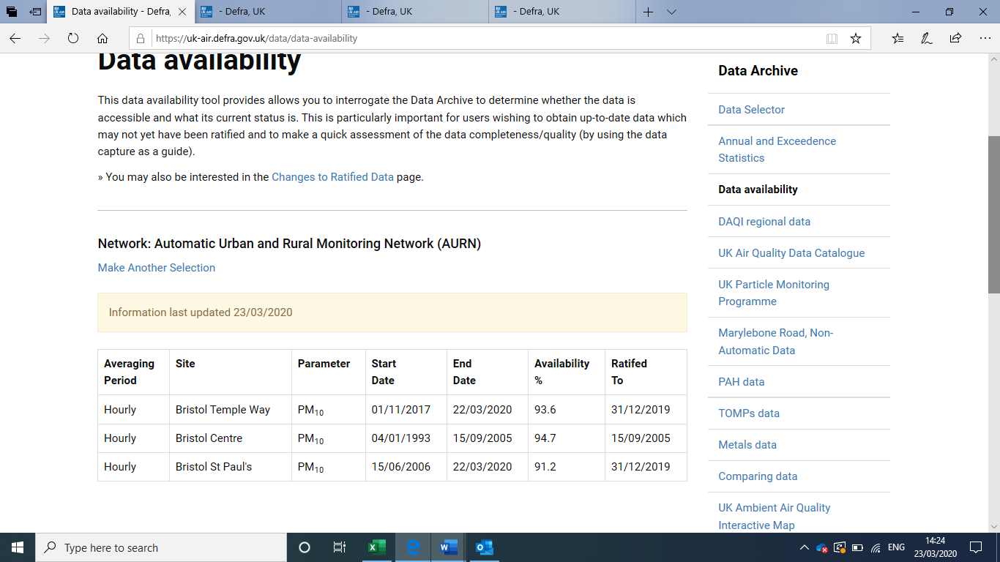 Data availability - Defra,
- Defra, UK
- Defra, UK
- Defra, UK
https://uk-air.defra.gov.uk/data/data-availability
Data availability
This data availability tool provides allows you to interrogate the Data Archive to determine whether the data is
accessible and what its current status is. This is particularly important for users wishing to obtain up-to-date data which
may not yet have been ratified and to make a quick assessment of the data completeness/quality (by using the data
capture as a guide).
» You may also be interested in the Changes to Ratified Data page.
Network: Automatic Urban and Rural Monitoring Network (AURN)
Make Another Selection
Information last updated 23/03/2020
Averaging Period Site Parameter Start Date End Date Availability % Ratifed To
Hourly Bristol Temple Way PM10 01/11/2017 22/03/2020 93.6 31/12/2019
Hourly Bristol Centre PM10 04/01/1993 15/09/2005 94.7 15/09/2005
Hourly Bristol St Paul's PM10 15/06/2006 22/03/2020 91.2 31/12/2019
Data Archive
Data Selector
Annual and Exceedence
Statistics
Data availability
DAQI regional data
UK Air Quality Data Catalogue
UK Particle Monitoring
Programme
Marylebone Road, Non-
Automatic Data
PAH data
TOMPs data
Metals data
Comparing data
UK Ambient Air Quality
Interactive Map
Type here to search
ENG
14:24
23/03/2020